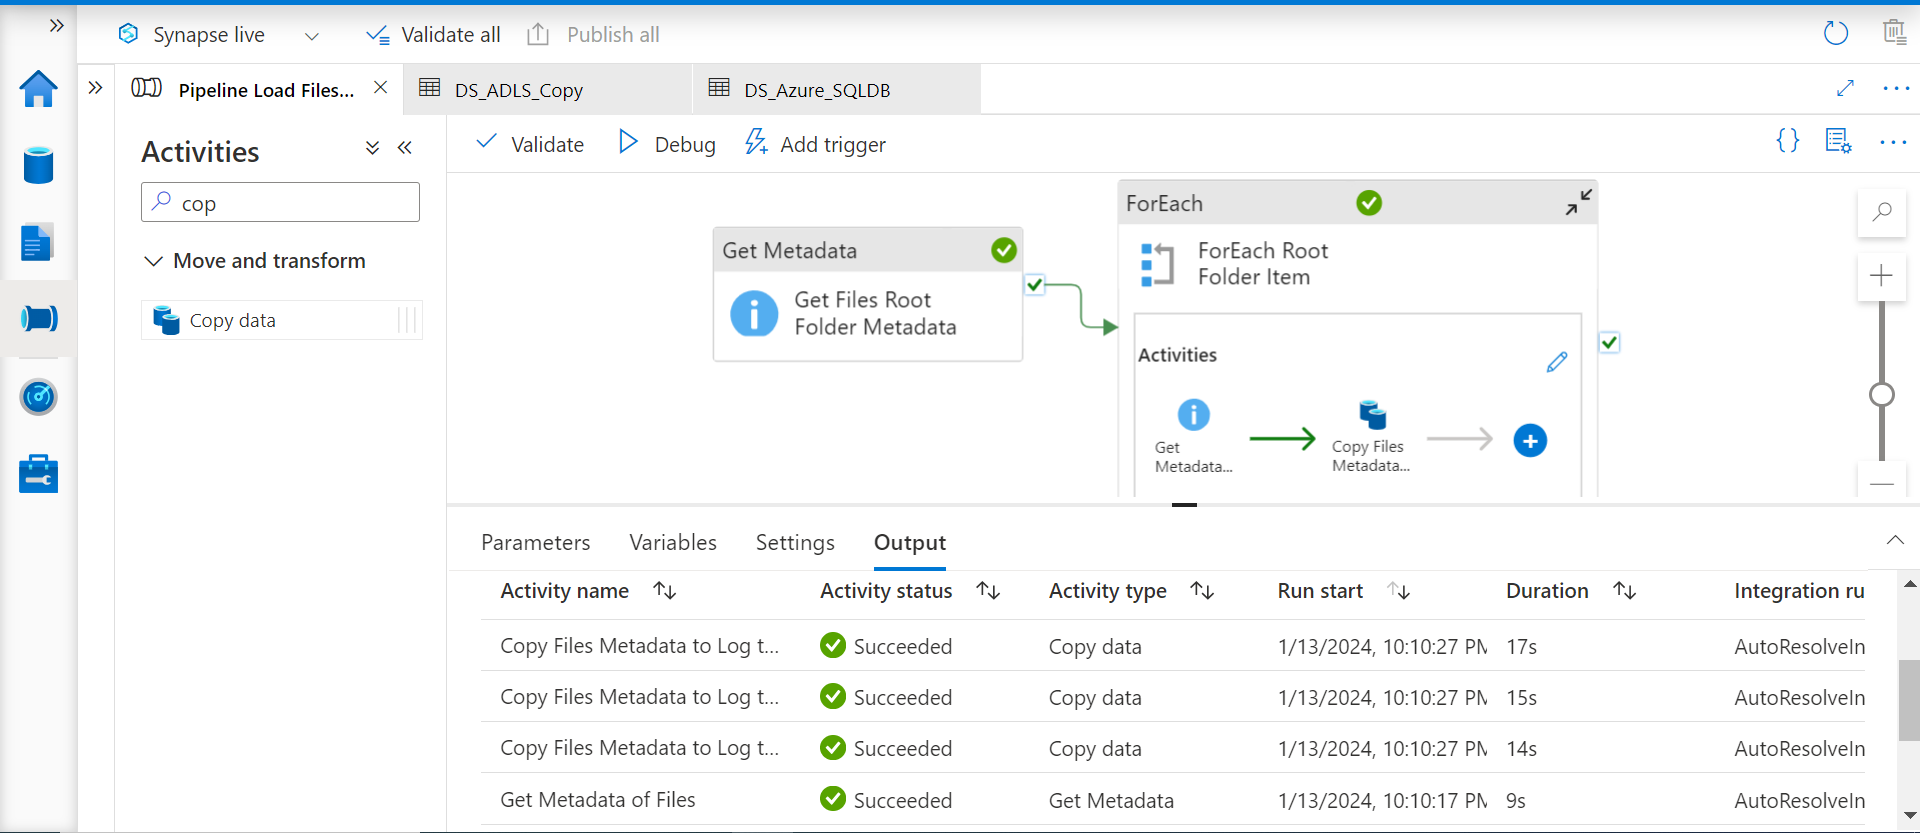 Synapse live
Validate all
Publish all
Pipeline Load Files...
DS_ADLS_Copy
DS_Azure_SQLDB
Activities
cop
Move and transform
Copy data
Validate
Debug
Add trigger
Get Metadata
Get Files Root
Folder Metadata
ForEach
ForEach Root
Folder Item
Activities
Get
Metadata...
Copy Files
Metadata...
Parameters
Variables
Settings
Output
Activity name
Activity status
Activity type
Run start
Duration
Integration ru
Copy Files Metadata to Log t... Succeeded Copy data 1/13/2024, 10:10:27 PM 17s AutoResolveIn
Copy Files Metadata to Log t... Succeeded Copy data 1/13/2024, 10:10:27 PM 15s AutoResolveIn
Copy Files Metadata to Log t... Succeeded Copy data 1/13/2024, 10:10:27 PM 14s AutoResolveIn
Get Metadata of Files Succeeded Get Metadata 1/13/2024, 10:10:17 PM 9s AutoResolveIn